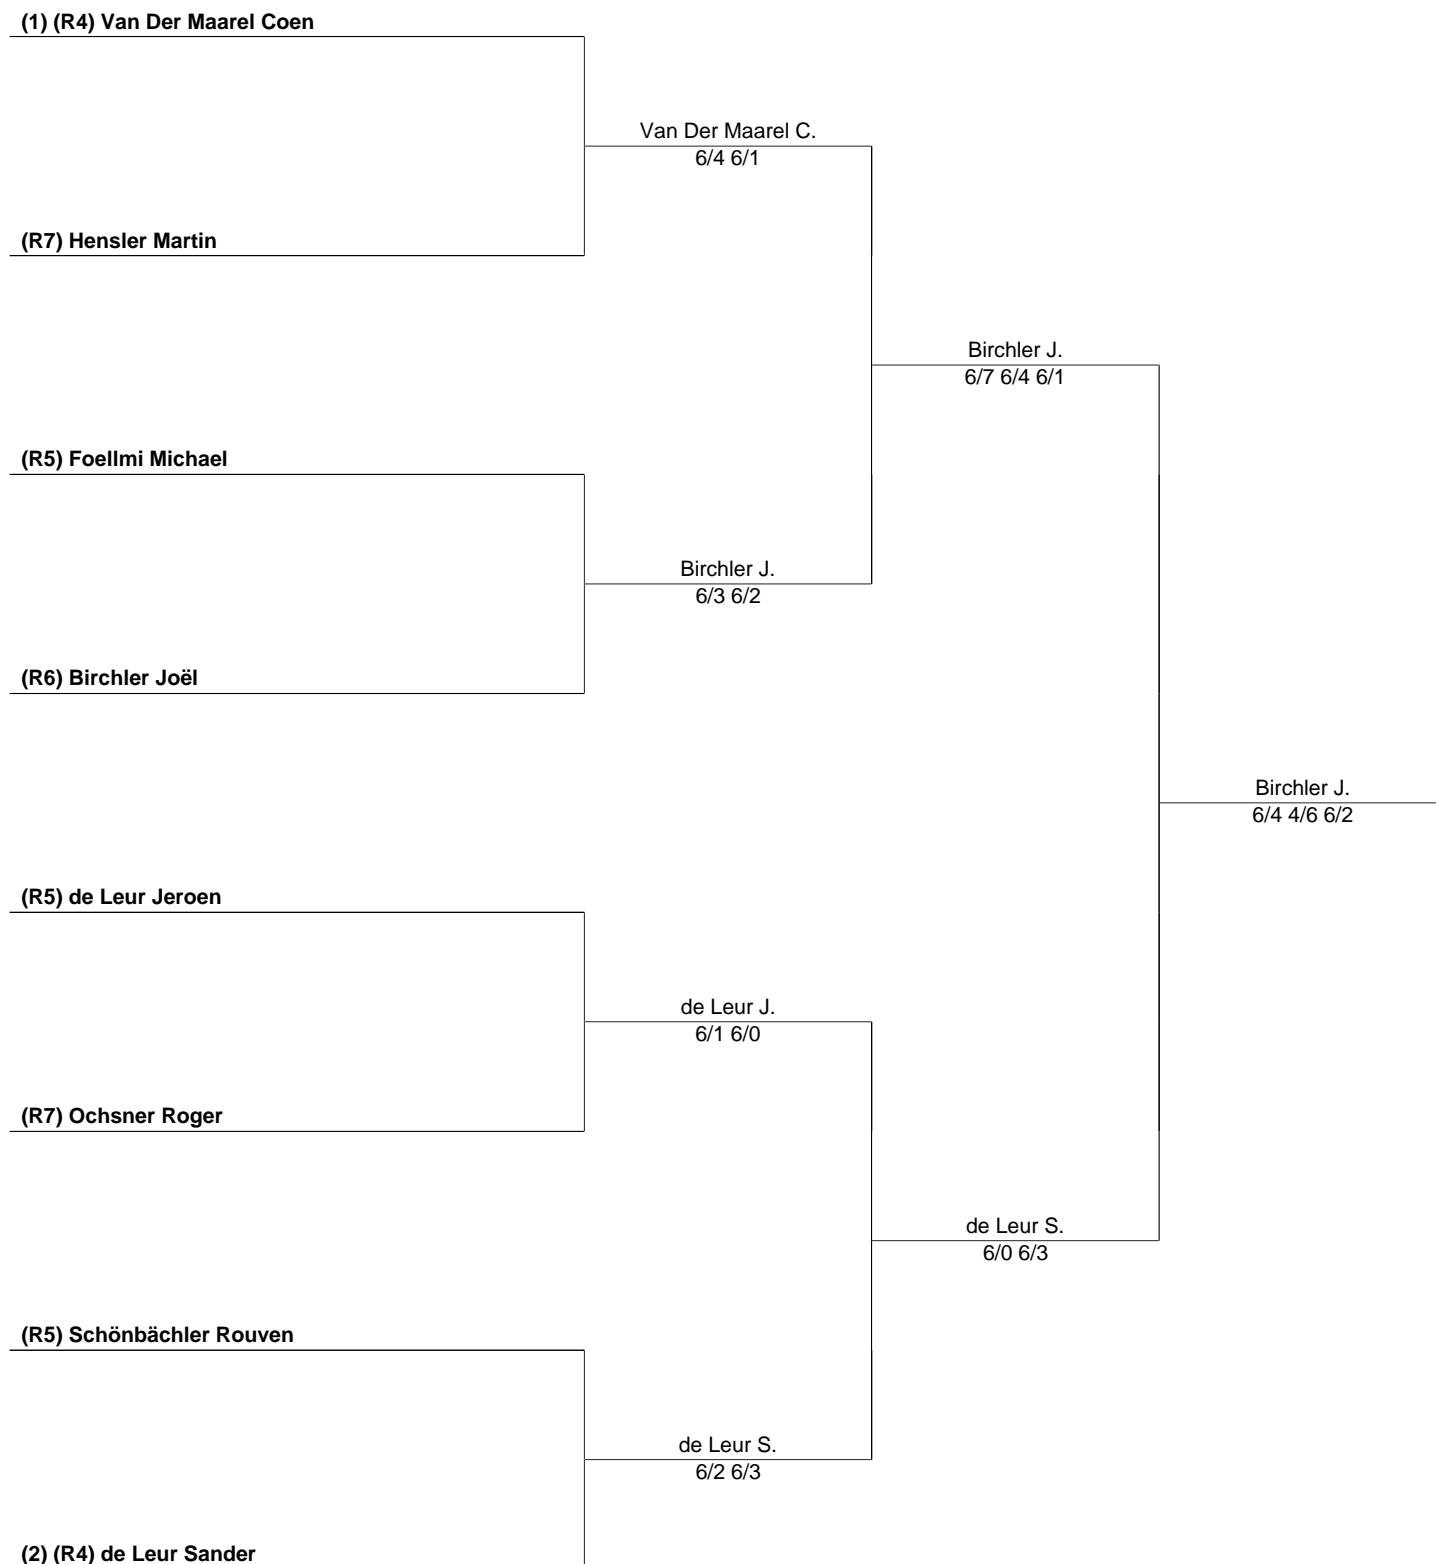 (1) (R4) Van Der Maarel Coen
Van Der Maarel C.
6/4 6/1
(R7) Hensler Martin
Birchler J.
6/7 6/4 6/1
(R5) Foellmi Michael
Birchler J.
6/3 6/2
(R6) Birchler Joël
Birchler J.
6/4 4/6 6/2
(R5) de Leur Jeroen
de Leur J.
6/1 6/0
(R7) Ochsner Roger
de Leur S.
6/0 6/3
(R5) Schönbächler Rouven
de Leur S.
6/2 6/3
(2) (R4) de Leur Sander